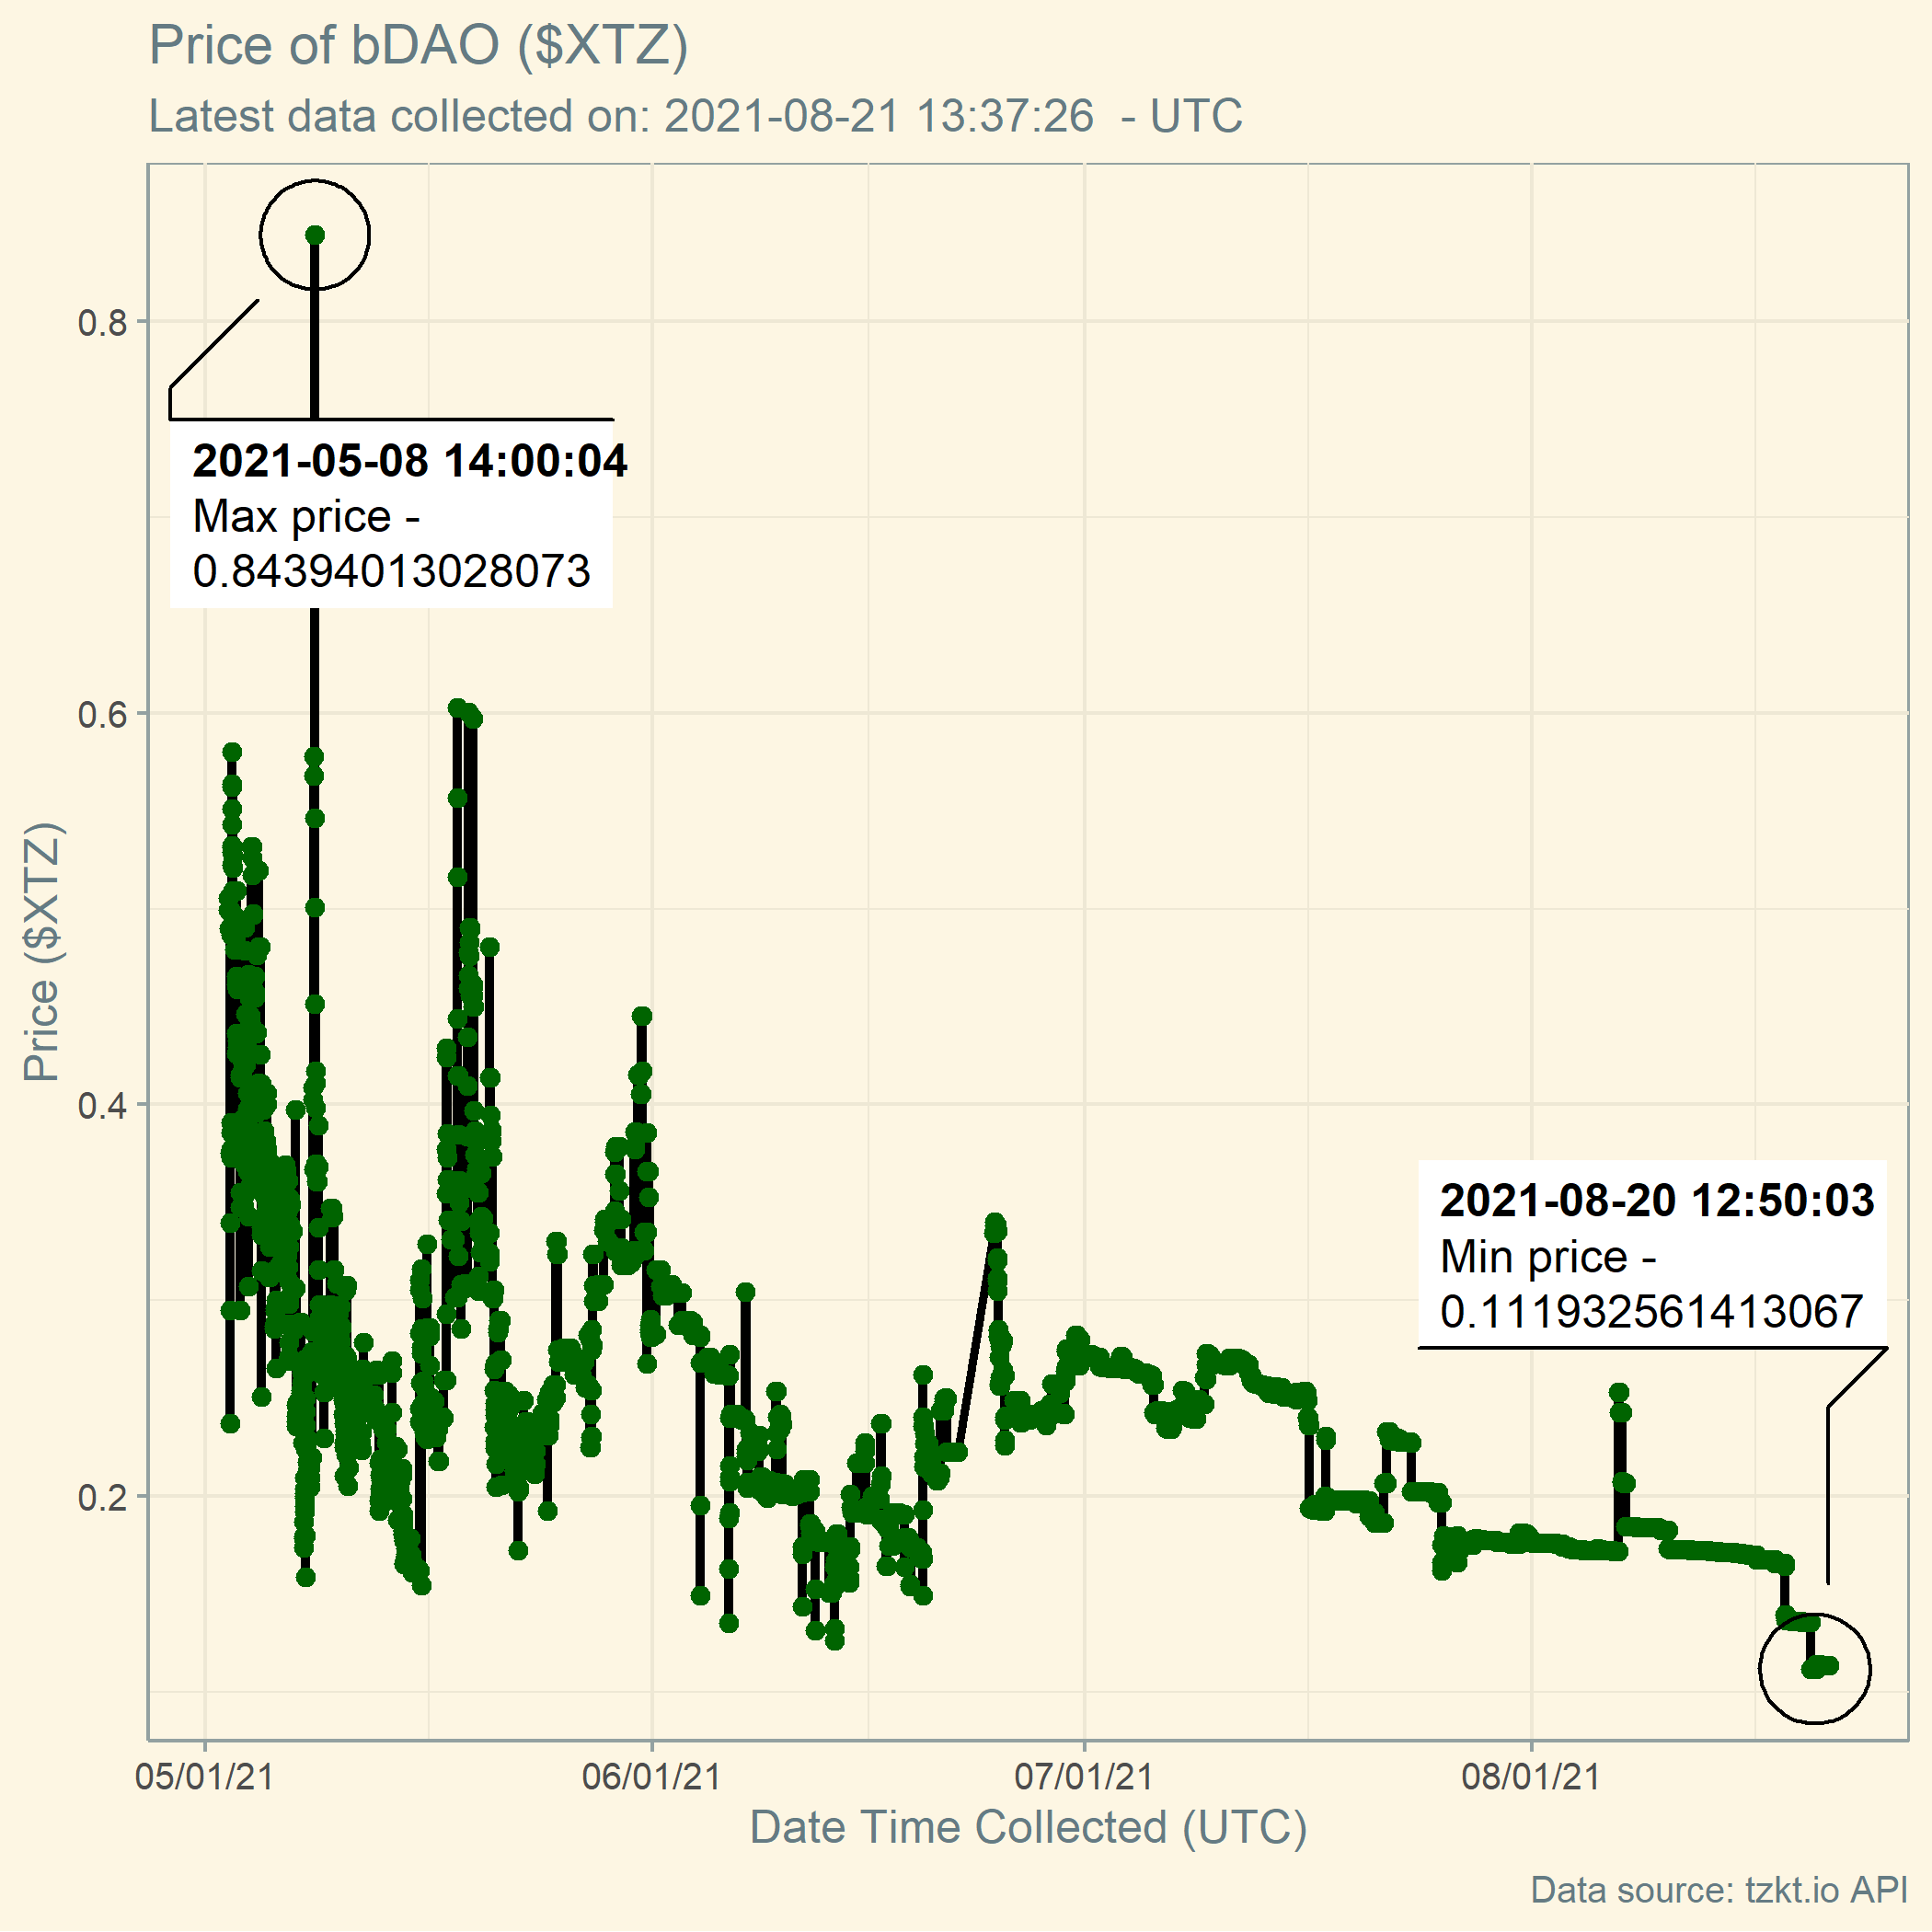 Price of bDAO ($XTZ)
Latest data collected on: 2021-08-21 13:37:26  - UTC
0.8
0.6
0.4
0.2
Price ($XTZ)
2021-05-08 14:00:04
Max price -
0.84394013028073
2021-08-20 12:50:03
Min price -
0.111932561413067
05/01/21
06/01/21
07/01/21
08/01/21
Date Time Collected (UTC)
Data source: tzkt.io API